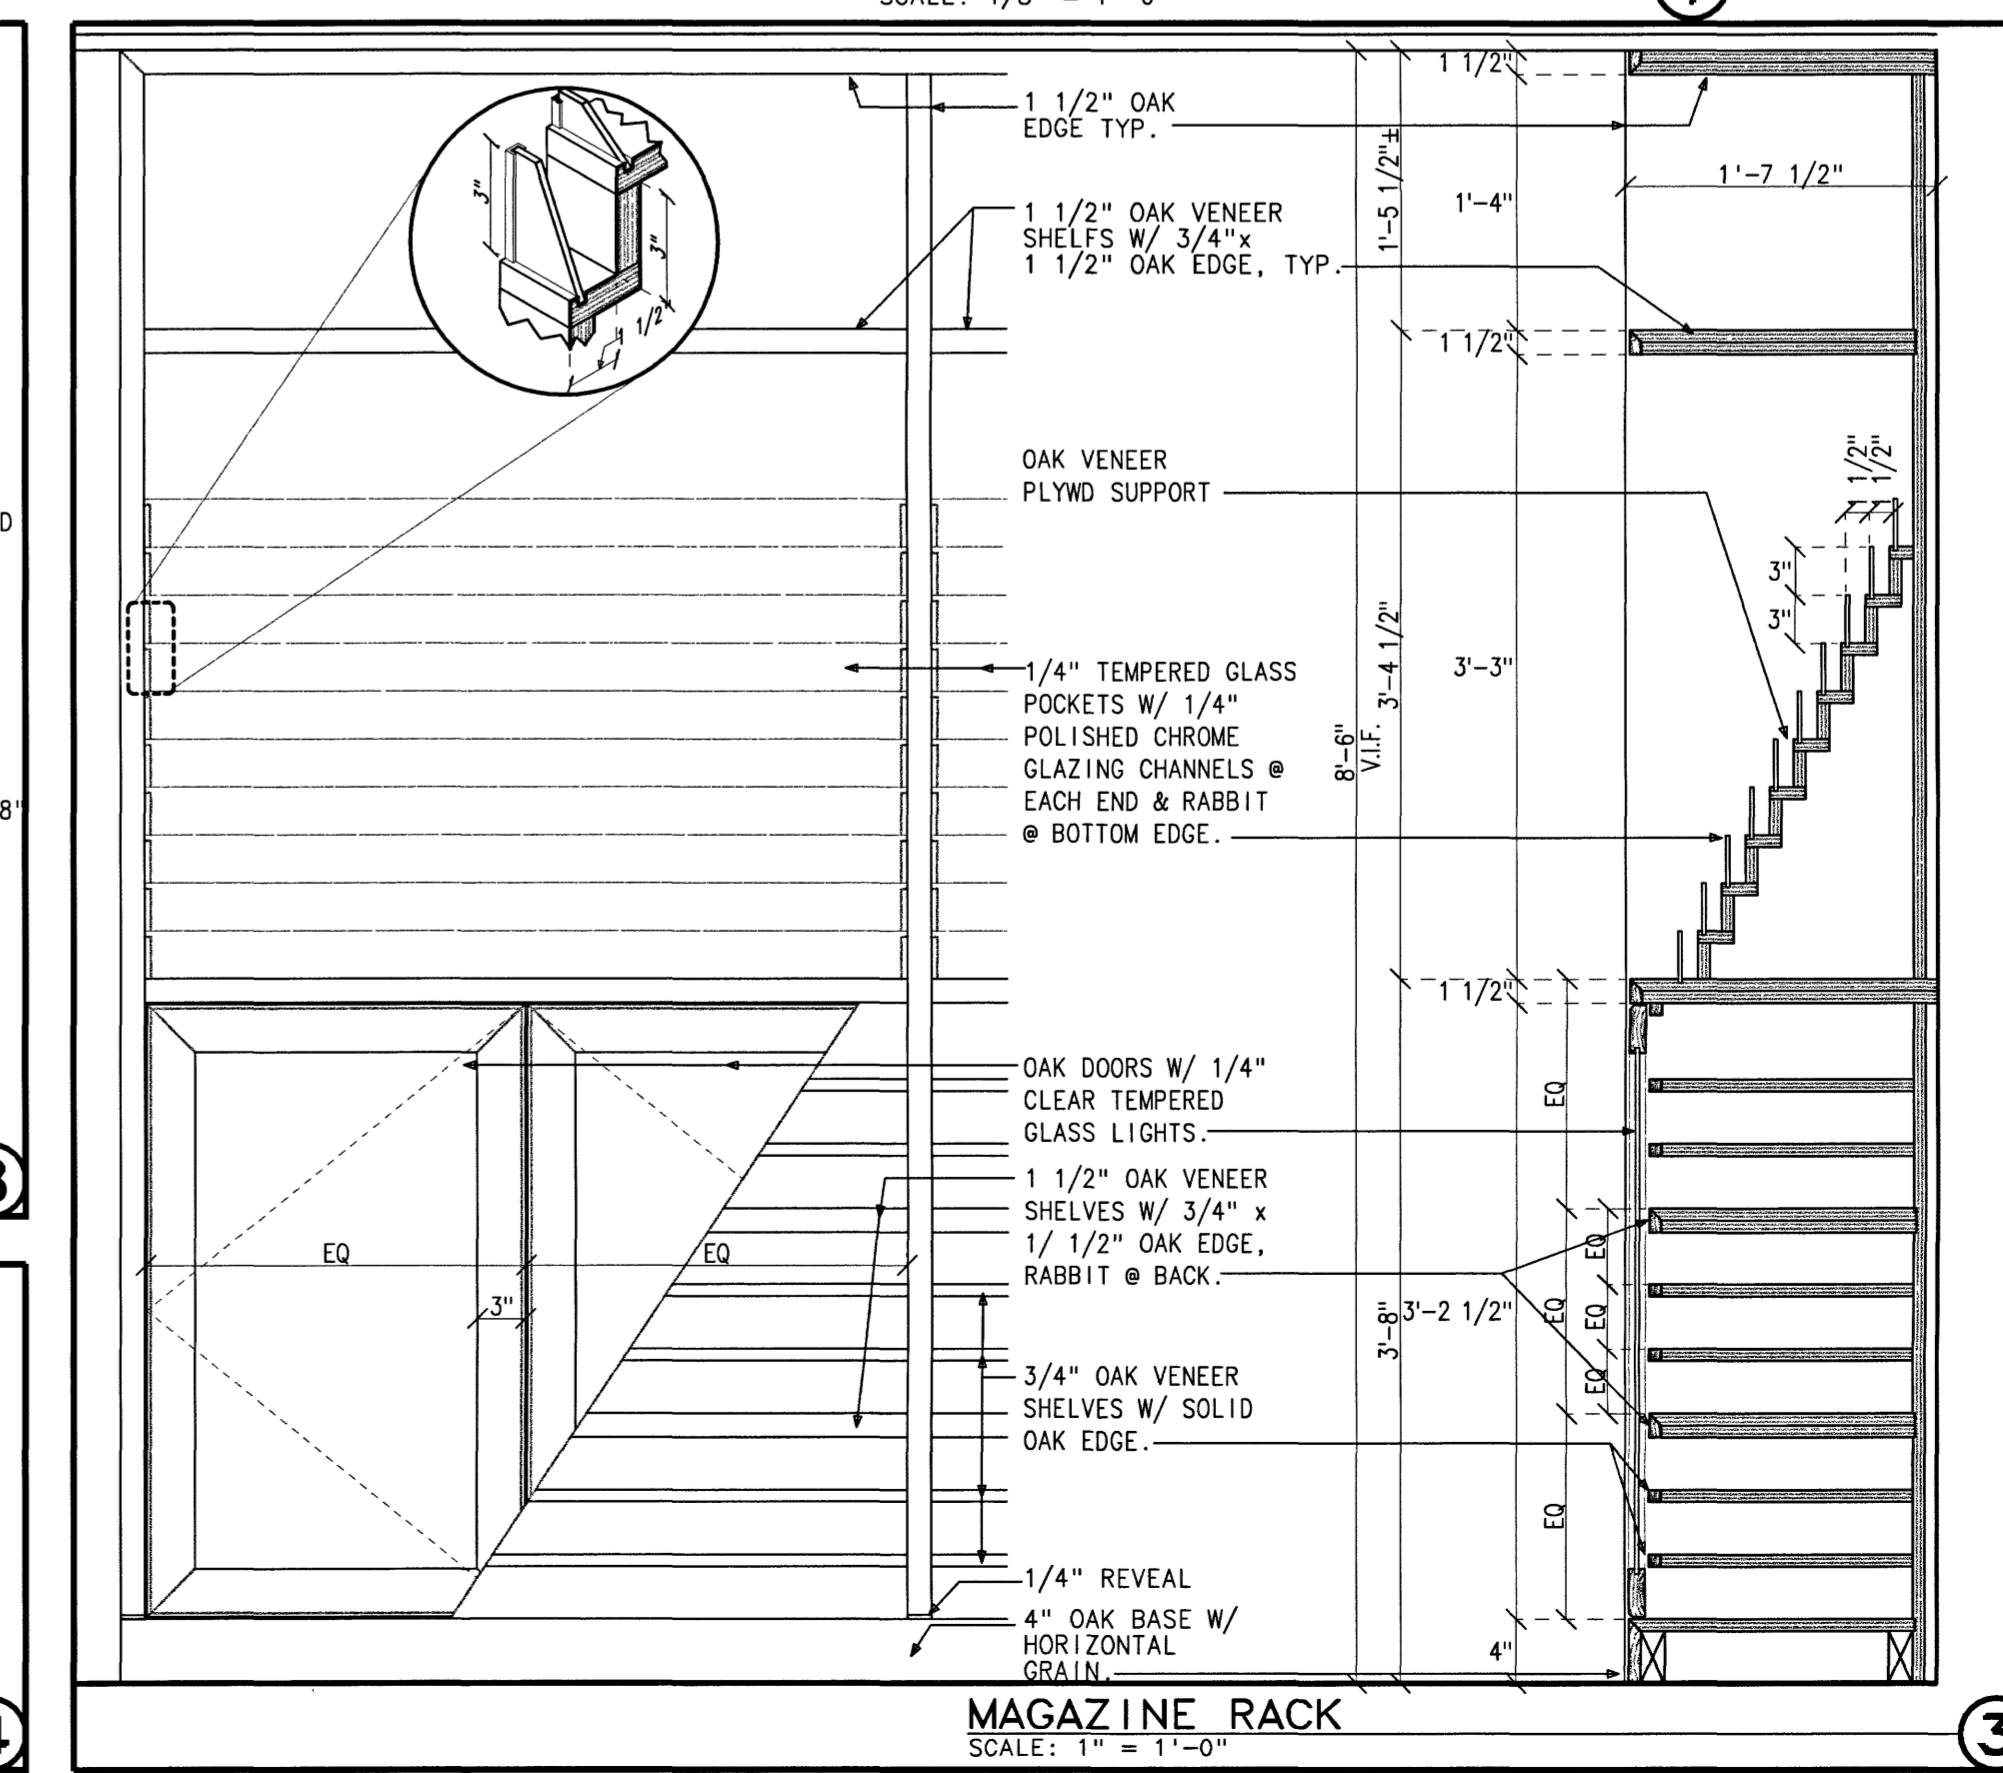 1 1/2" OAK
EDGE TYP.
1 1/2" OAK VENEER
SHELFS W/ 3/4"x
1 1/2" OAK EDGE, TYP.
OAK VENEER
PLYWD SUPPORT
1/4" TEMPERED GLASS
POCKETS W/ 1/4"
POLISHED CHROME
GLAZING CHANNELS @
EACH END & RABBIT
@ BOTTOM EDGE.
OAK DOORS W/ 1/4"
CLEAR TEMPERED
GLASS LIGHTS.
1 1/2" OAK VENEER
SHELVES W/ 3/4" x
1/ 1/2" OAK EDGE,
RABBIT @ BACK.
3/4" OAK VENEER
SHELVES W/ SOLID
OAK EDGE.
1/4" REVEAL
4" OAK BASE W/
HORIZONTAL
GRAIN.
3"
3"
1 1/2
EQ
EQ
3"
8'-6"
V.I.F.
1'-5 1/2"±
3'-4 1/2"
3'-8"
1 1/2"
1'-4"
1 1/2"
3'-3"
1 1/2"
3'-2 1/2"
4"
EQ
EQ
EQ
EQ
EQ
EQ
1'-7 1/2"
1 1/2"
1 1/2"
3"
3"
MAGAZINE RACK
SCALE: 1" = 1'-0"
3
D
8"